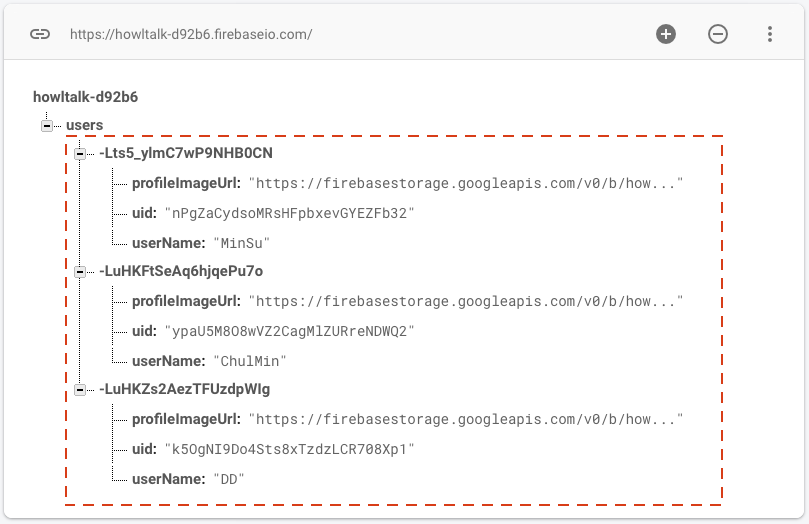 https://howltalk-d92b6.firebaseio.com/
howltalk-d92b6
users
-Lts5_ylmC7wP9NHB0CN
profileImageUrl: "https://firebasestorage.googleapis.com/v0/b/how..."
uid: "nPgZaCydsoMRsHFpbxevGYEZFb32"
userName: "MinSu"
-LuHKFtSeAq6hjqePu7o
profileImageUrl: "https://firebasestorage.googleapis.com/v0/b/how..."
uid: "ypaU5M8O8wVZ2CagMlZURreNDWQ2"
userName: "ChulMin"
-LuHKZs2AezTFUzdpWIg
profileImageUrl: "https://firebasestorage.googleapis.com/v0/b/how..."
uid: "k5OgNI9Do4Sts8xTzdzLCR708Xp1"
userName: "DD"